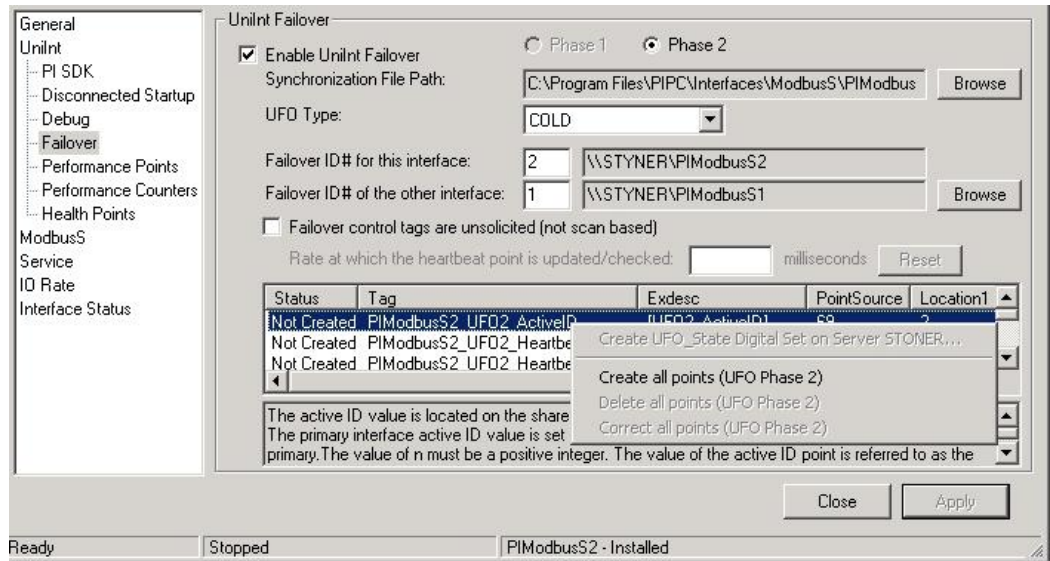 General
UniInt
PI SDK
Disconnected Startup
Debug
Failover
Performance Points
Performance Counters
Health Points
ModbusS
Service
IO Rate
Interface Status
UniInt Failover
Enable UniInt Failover
Phase 1
Phase 2
Synchronization File Path:
C:\Program Files\PIPC\Interfaces\ModbusS\PIModbus
Browse
UFO Type:
COLD
Failover ID# for this interface:
2
\\STYNER\PIModbusS2
Failover ID# of the other interface:
1
\\STYNER\PIModbusS1
Browse
Failover control tags are unsolicited (not scan based)
Rate at which the heartbeat point is updated/checked:
milliseconds
Reset
Status Tag Exdesc PointSource Location1
Not Created PIModbusS2_UFO2_ActiveID [UFO2_ActiveID] 69 2
Not Created PIModbusS2_UFO2_Heartbe
Not Created PIModbusS2_UFO2_Heartbe
Create UFO_State Digital Set on Server STONER...
Create all points (UFO Phase 2)
Delete all points (UFO Phase 2)
Correct all points (UFO Phase 2)
The active ID value is located on the share
The primary interface active ID value is set
primary.The value of n must be a positive integer. The value of the active ID point is referred to as the
Close
Apply
Ready
Stopped
PIModbusS2 - Installed